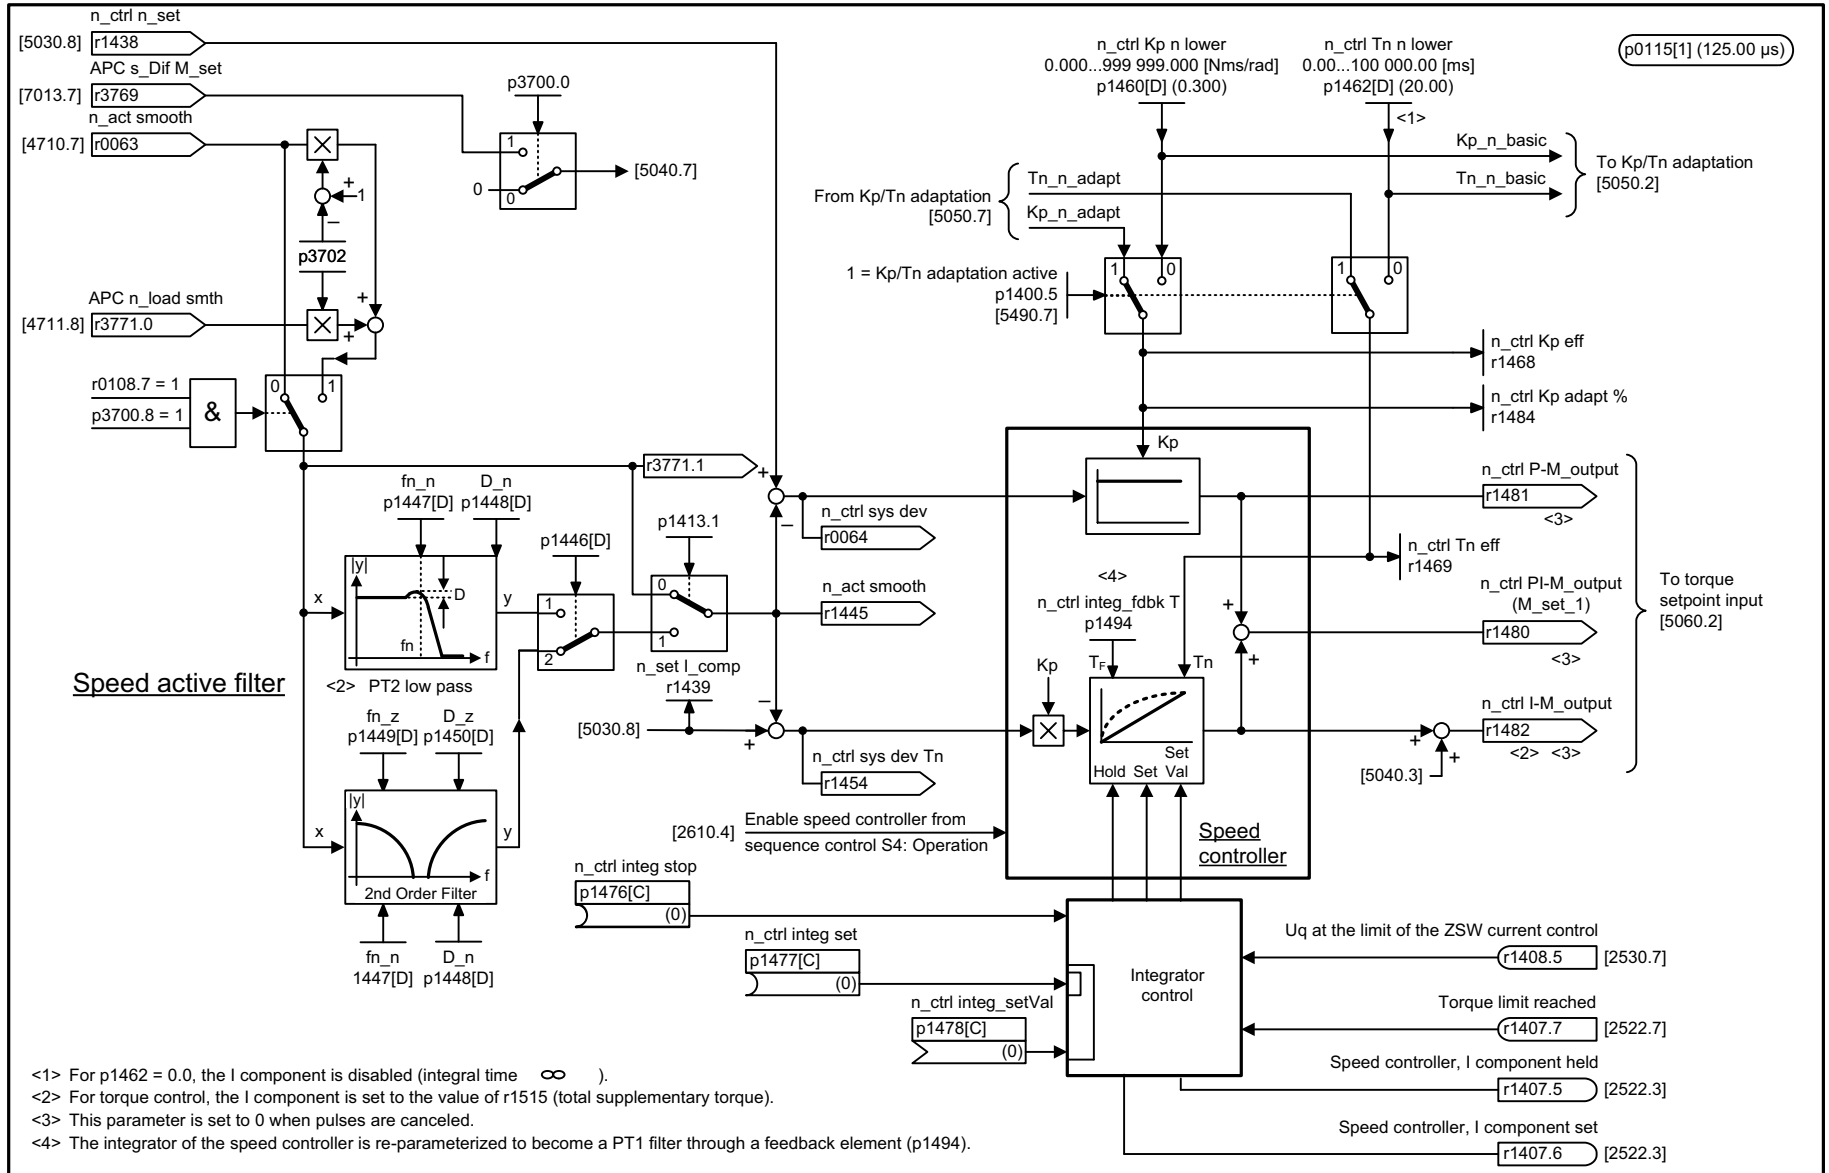 n_ctrl n_set
[5030.8] r1438
APC s_Dif M_set
[7013.7] r3769
n_act smooth
[4710.7] r0063
p3700.0
1
0
0
[5040.7]
+
1
–
p3702
+
+
APC n_load smth
[4711.8] r3771.0
r0108.7 = 1
p3700.8 = 1
&
0 1
r3771.1
n_ctrl Kp n lower
0.000...999 999.000 [Nms/rad]
p1460[D] (0.300)
n_ctrl Tn n lower
0.00...100 000.00 [ms]
p1462[D] (20.00)
<1>
p0115[1] (125.00 µs)
Kp_n_basic
Tn_n_basic
To Kp/Tn adaptation
[5050.2]
From Kp/Tn adaptation
[5050.7]
Tn_n_adapt
Kp_n_adapt
1 = Kp/Tn adaptation active
p1400.5
[5490.7]
1 0
1 0
n_ctrl Kp eff
r1468
n_ctrl Kp adapt %
r1484
fn_n
p1447[D]
D_n
p1448[D]
|y|
D
fn
f
x
y
<2> PT2 low pass
p1446[D]
1
2
p1413.1
0
1
Speed active filter
fn_z
p1449[D]
D_z
p1450[D]
|y|
f
x
y
2nd Order Filter
fn_n
1447[D]
D_n
p1448[D]
+
–
n_ctrl sys dev
r0064
n_act smooth
r1445
n_set I_comp
r1439
[5030.8]
–
+
n_ctrl sys dev Tn
r1454
Kp
<4>
n_ctrl integ_fdbk T
p1494
Kp
TF
Tn
Set
Hold Set Val
Speed
controller
[2610.4]
Enable speed controller from
sequence control S4: Operation
n_ctrl P-M_output
r1481
<3>
n_ctrl Tn eff
r1469
n_ctrl PI-M_output
(M_set_1)
r1480
<3>
+
+
n_ctrl I-M_output
r1482
<2> <3>
+
+
[5040.3]
To torque
setpoint input
[5060.2]
n_ctrl integ stop
p1476[C]
(0)
n_ctrl integ set
p1477[C]
(0)
n_ctrl integ_setVal
p1478[C]
(0)
Integrator
control
Uq at the limit of the ZSW current control
r1408.5 [2530.7]
Torque limit reached
r1407.7 [2522.7]
Speed controller, I component held
r1407.5 [2522.3]
Speed controller, I component set
r1407.6 [2522.3]
<1> For p1462 = 0.0, the I component is disabled (integral time ∞ ).
<2> For torque control, the I component is set to the value of r1515 (total supplementary torque).
<3> This parameter is set to 0 when pulses are canceled.
<4> The integrator of the speed controller is re-parameterized to become a PT1 filter through a feedback element (p1494).